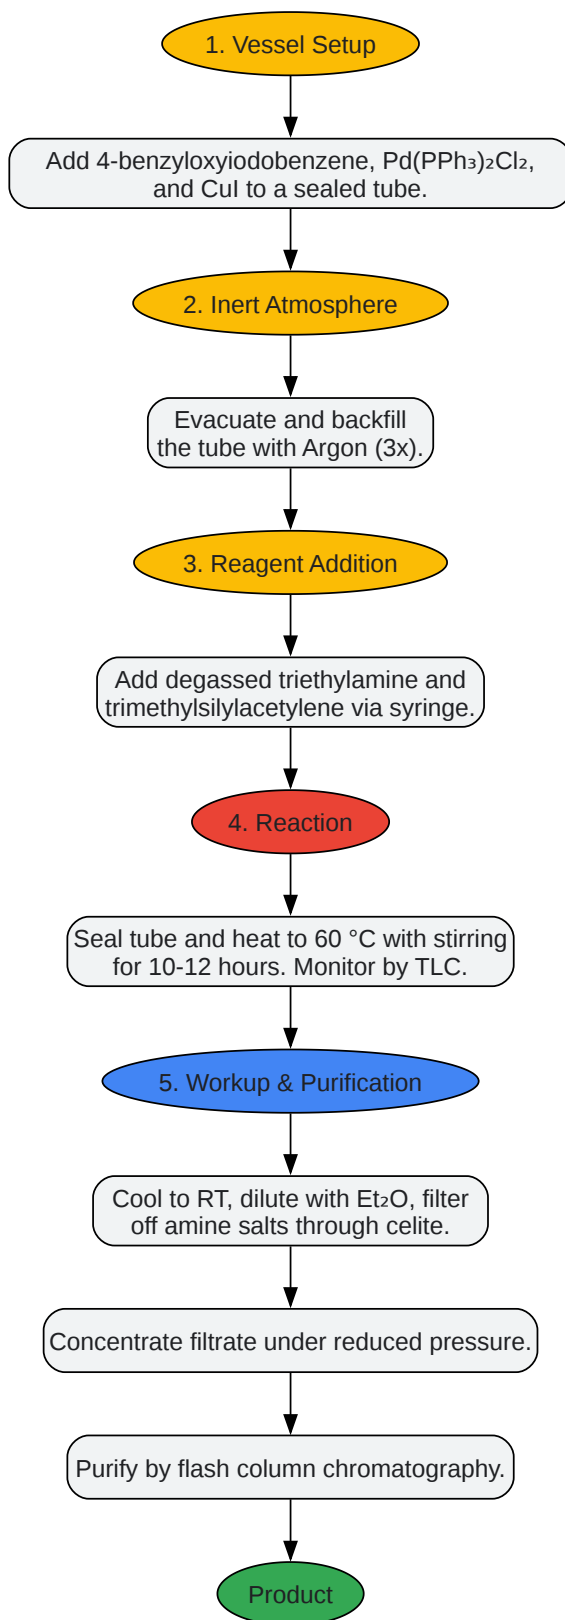 1. Vessel Setup
Add 4-benzyloxyiodobenzene, Pd(PPh₃)₂Cl₂,
and CuI to a sealed tube.
2. Inert Atmosphere
Evacuate and backfill
the tube with Argon (3x).
3. Reagent Addition
Add degassed triethylamine and
trimethylsilylacetylene via syringe.
4. Reaction
Seal tube and heat to 60 °C with stirring
for 10-12 hours. Monitor by TLC.
5. Workup & Purification
Cool to RT, dilute with Et₂O, filter
off amine salts through celite.
Concentrate filtrate under reduced pressure.
Purify by flash column chromatography.
Product